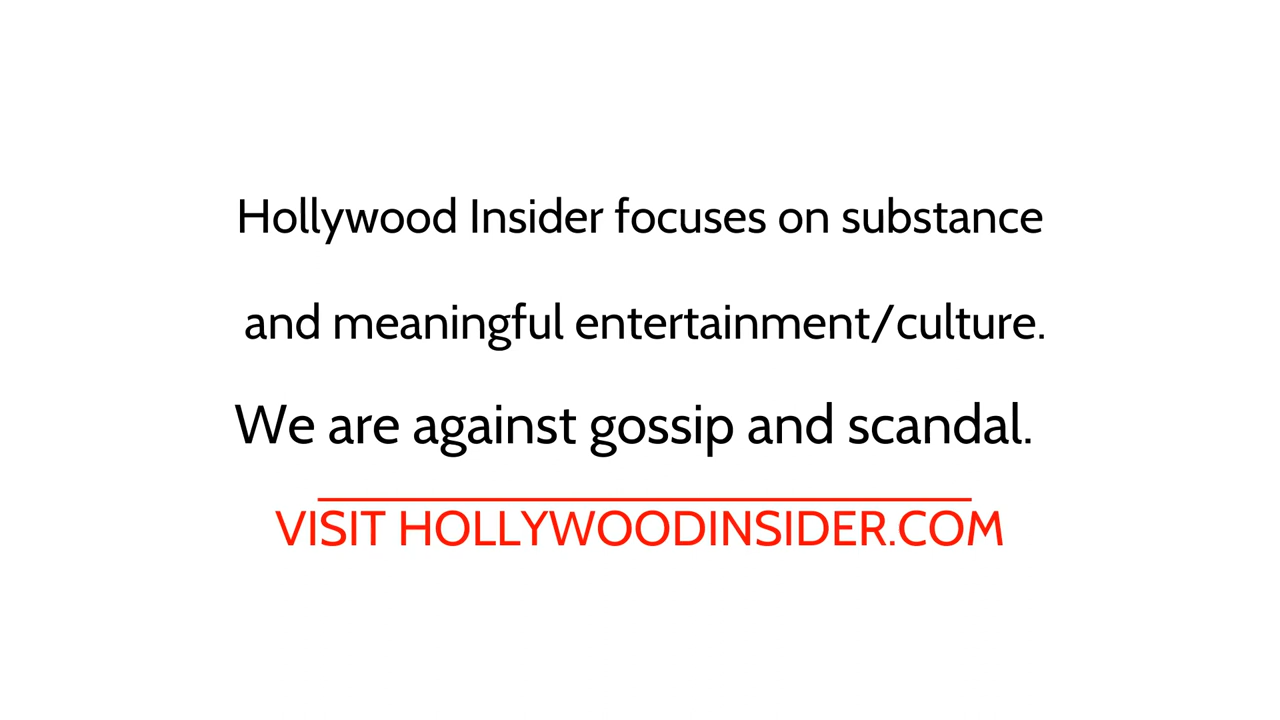 Hollywood Insider focuses on substance
and meaningful entertainment/culture.
We are against gossip and scandal.
VISIT HOLLYWOODINSIDER.COM